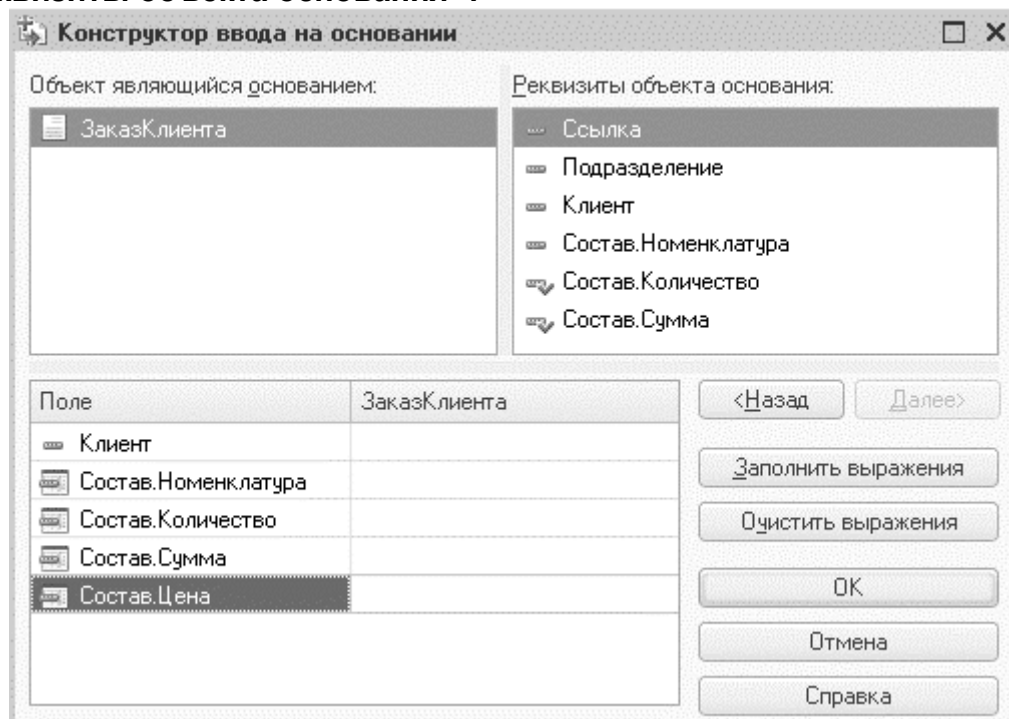 Конструктор ввода на основании
Объект являющийся основанием:
Реквизиты объекта основания:
ЗаказКлиента
Ссылка
Подразделение
Клиент
Состав.Номенклатура
Состав.Количество
Состав.Сумма
Поле
ЗаказКлиента
Клиент
Состав.Номенклатура
Состав.Количество
Состав.Сумма
Состав.Цена
<Назад
Далее>
Заполнить выражения
Очистить выражения
ОК
Отмена
Справка